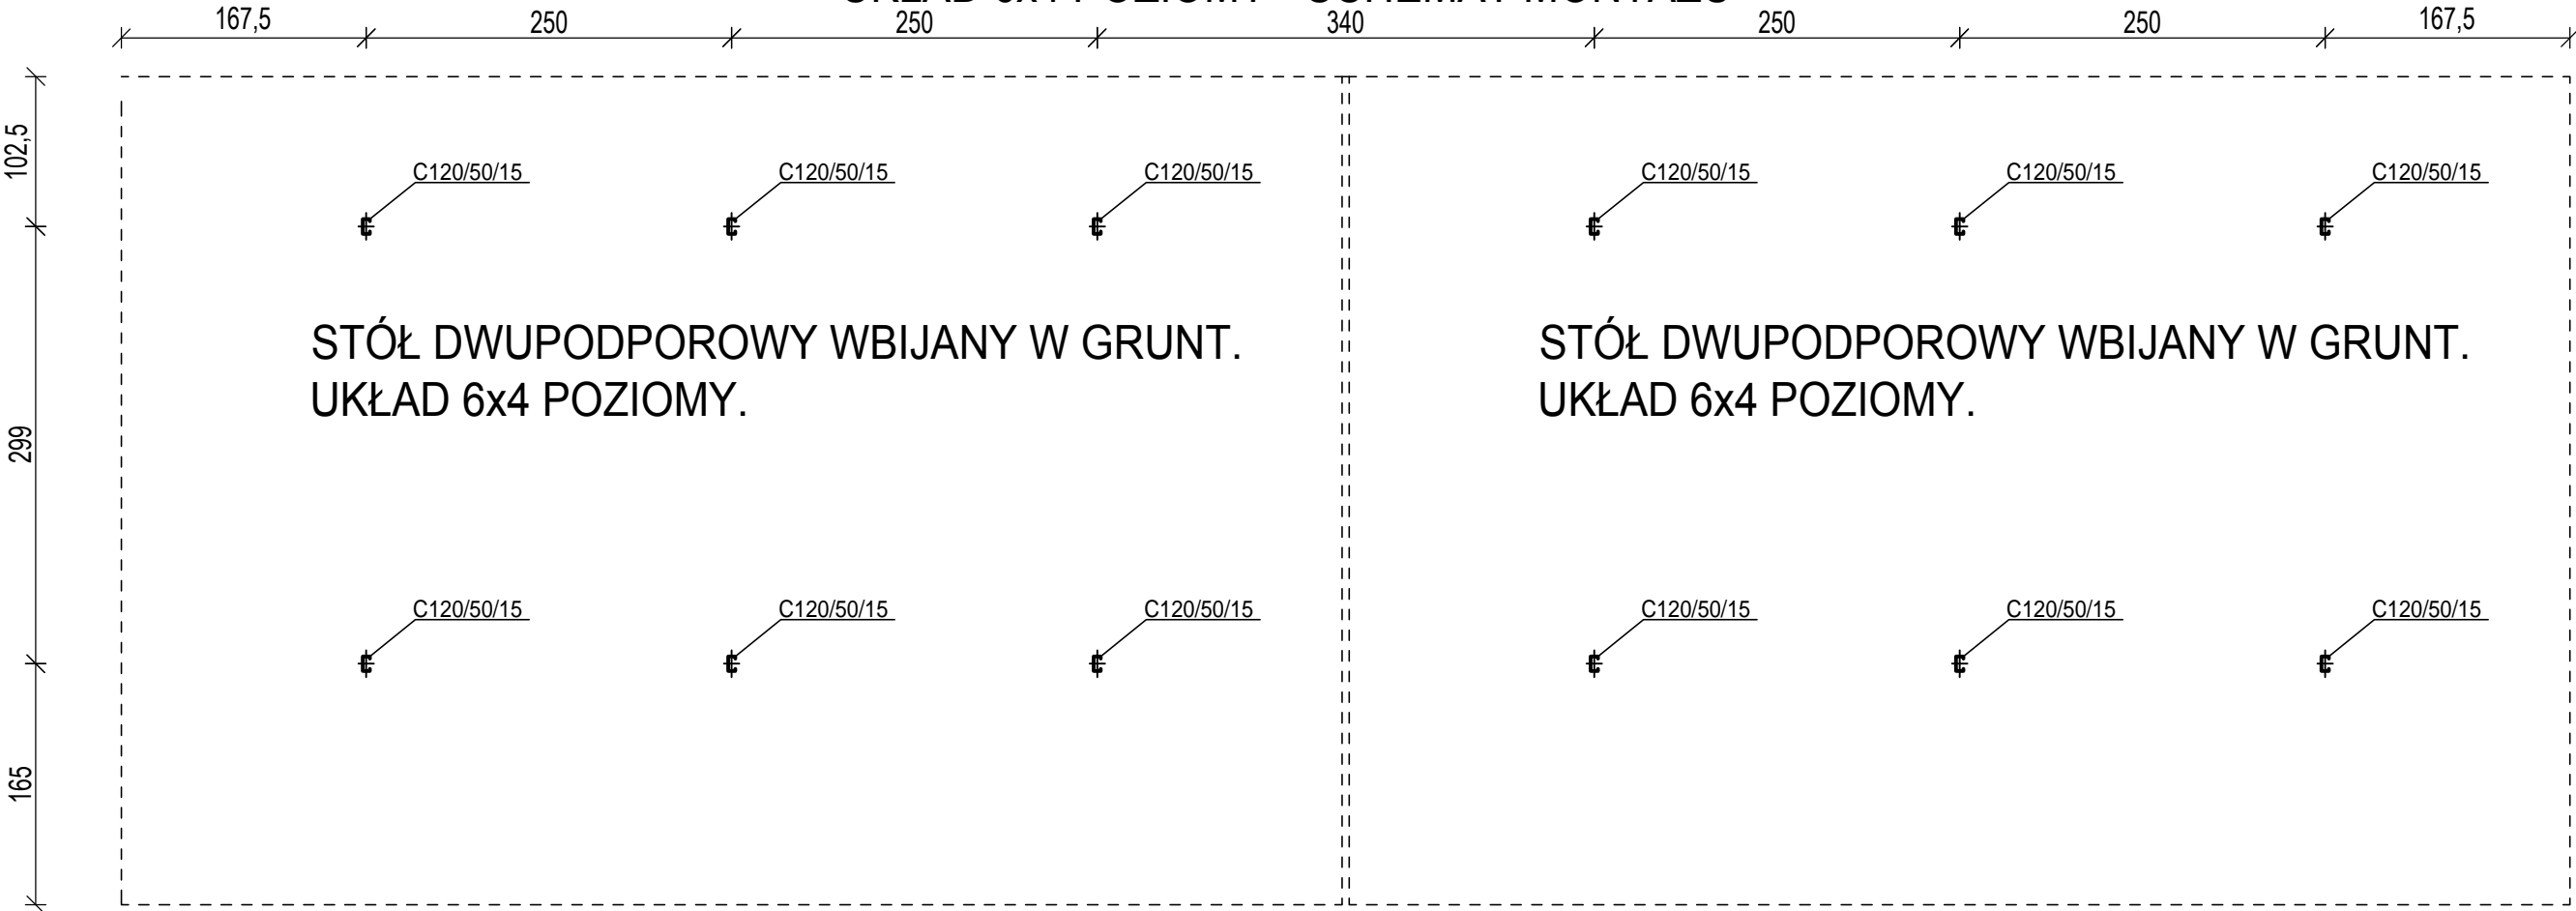 POZIOMY
167,5 250 250 340 250 250 167,5
102,5
C120/50/15 C120/50/15 C120/50/15 C120/50/15 C120/50/15 C120/50/15
STÓŁ DWUPODPOROWY WBIJANY W GRUNT.
UKŁAD 6x4 POZIOMY.
STÓŁ DWUPODPOROWY WBIJANY W GRUNT.
UKŁAD 6x4 POZIOMY.
299
C120/50/15 C120/50/15 C120/50/15 C120/50/15 C120/50/15 C120/50/15
165